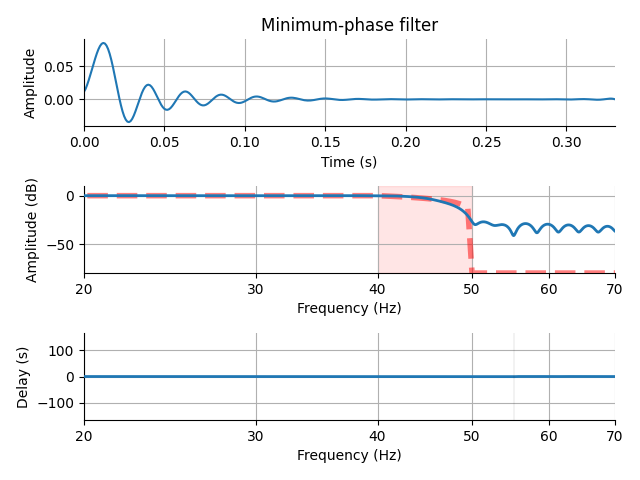 Minimum-phase filter
Amplitude
0.05
0.00
0.00 0.05 0.10 0.15 0.20 0.25 0.30
Time (s)
Amplitude (dB)
0
−50
20 30 40 50 60 70
Frequency (Hz)
Delay (s)
100
0
−100
20 30 40 50 60 70
Frequency (Hz)